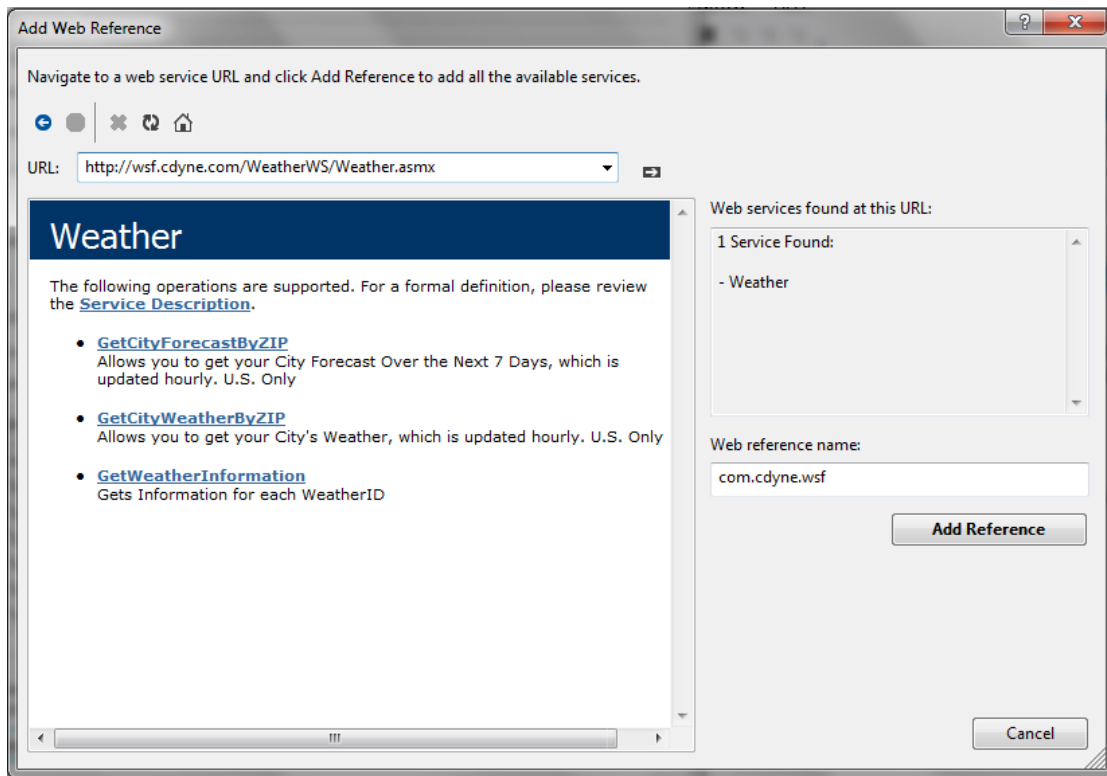 Add Web Reference
Navigate to a web service URL and click Add Reference to add all the available services.
URL: http://wsf.cdyne.com/WeatherWS/Weather.asmx
Weather
The following operations are supported. For a formal definition, please review
the Service Description.
GetCityForecastByZIP
Allows you to get your City Forecast Over the Next 7 Days, which is
updated hourly. U.S. Only
GetCityWeatherByZIP
Allows you to get your City's Weather, which is updated hourly. U.S. Only
GetWeatherInformation
Gets Information for each WeatherID
Web services found at this URL:
1 Service Found:
- Weather
Web reference name:
com.cdyne.wsf
Add Reference
Cancel